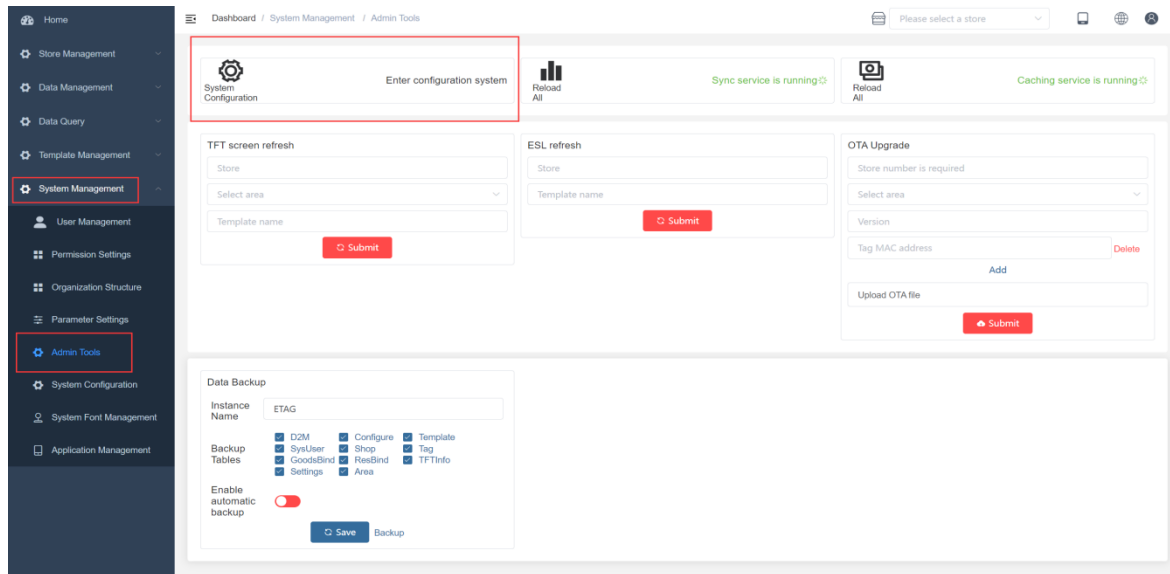 Home
Dashboard / System Management / Admin Tools
Please select a store
Store Management
Data Management
Data Query
Template Management
System Management
User Management
Permission Settings
Organization Structure
Parameter Settings
Admin Tools
System Configuration
System Font Management
Application Management
System
Configuration
Enter configuration system
Reload
All
Sync service is running
Reload
All
Caching service is running
TFT screen refresh
Store
Select area
Template name
Submit
ESL refresh
Store
Template name
Submit
OTA Upgrade
Store number is required
Select area
Version
Tag MAC address
Delete
Add
Upload OTA file
Submit
Data Backup
Instance
Name
ETAG
Backup
Tables
D2M Configure Template
SysUser Shop Tag
GoodsBind ResBind TFTInfo
Settings Area
Enable
automatic
backup
Save
Backup